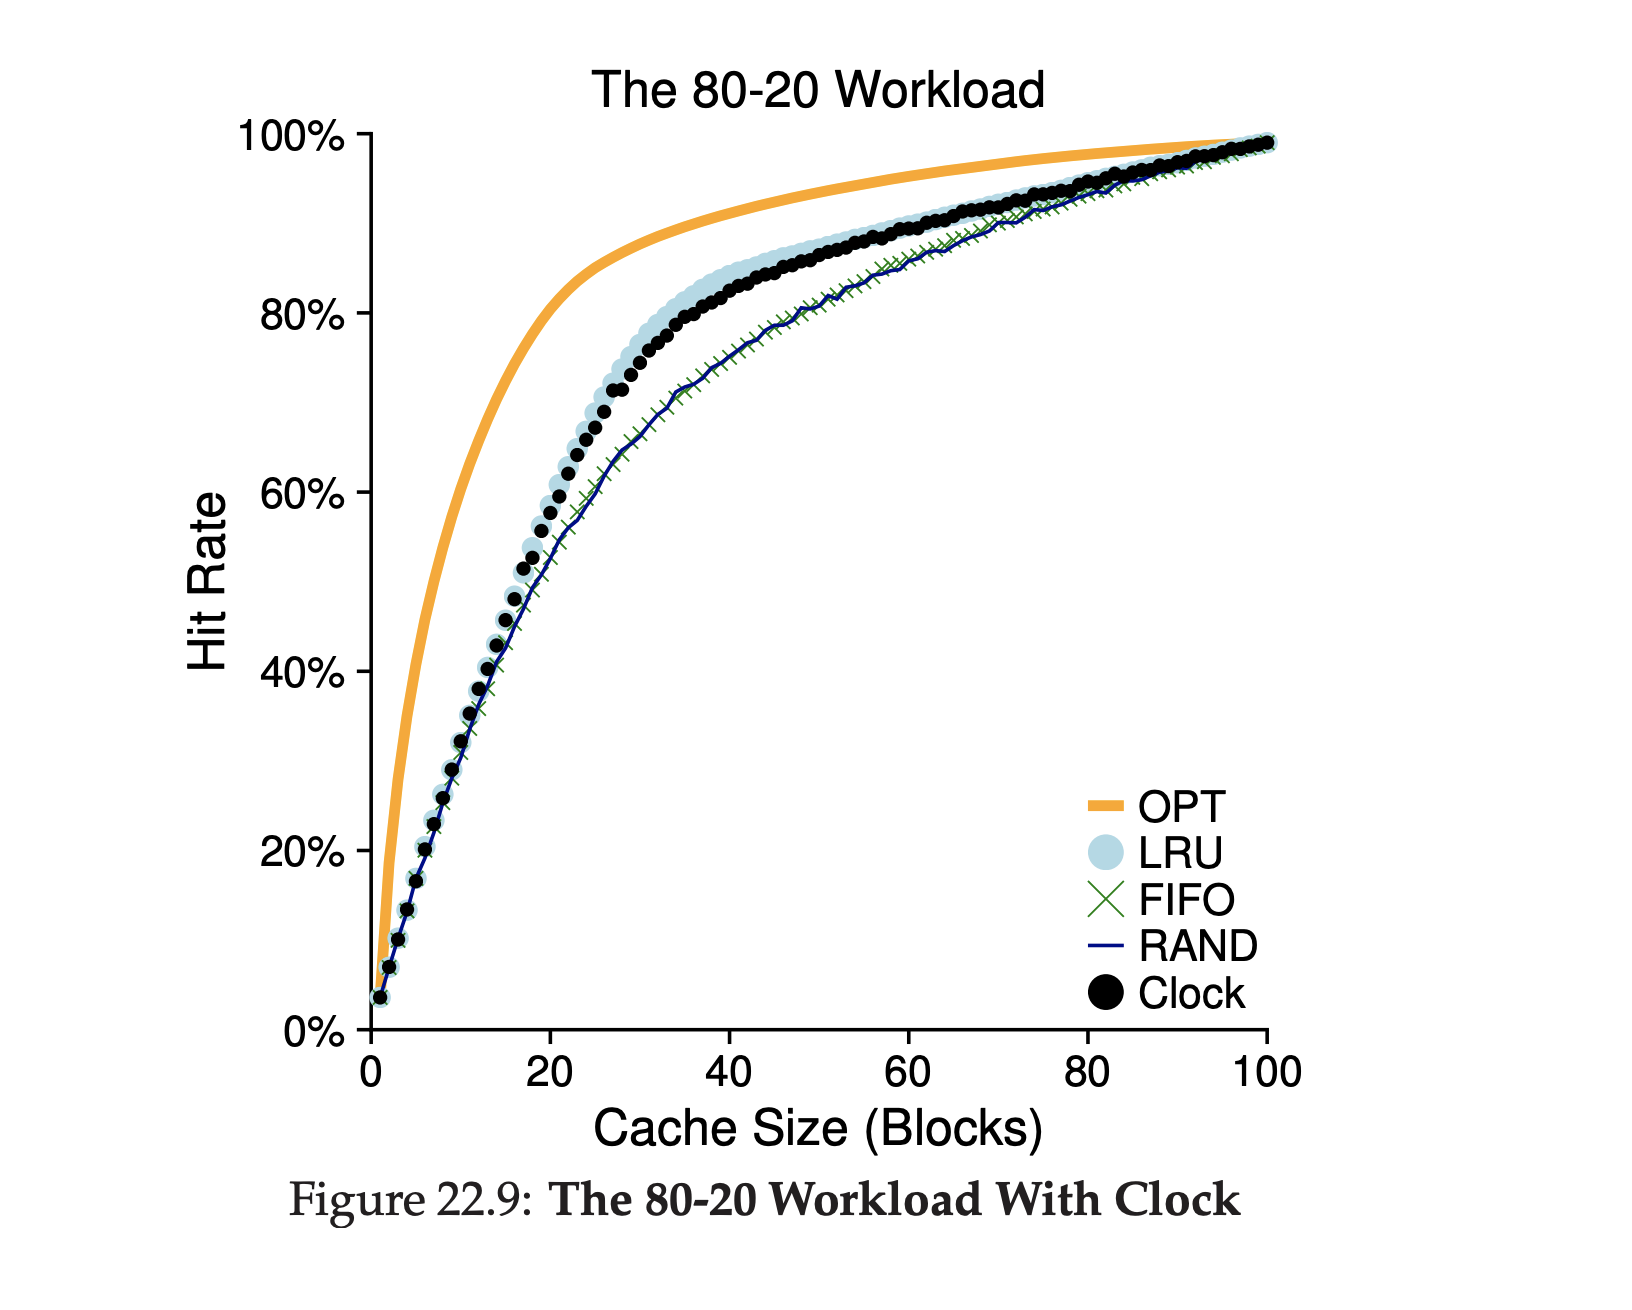 The 80-20 Workload
100%
80%
60%
40%
20%
0%
Hit Rate
0 20 40 60 80 100
Cache Size (Blocks)
OPT
LRU
FIFO
RAND
Clock
Figure 22.9: The 80-20 Workload With Clock